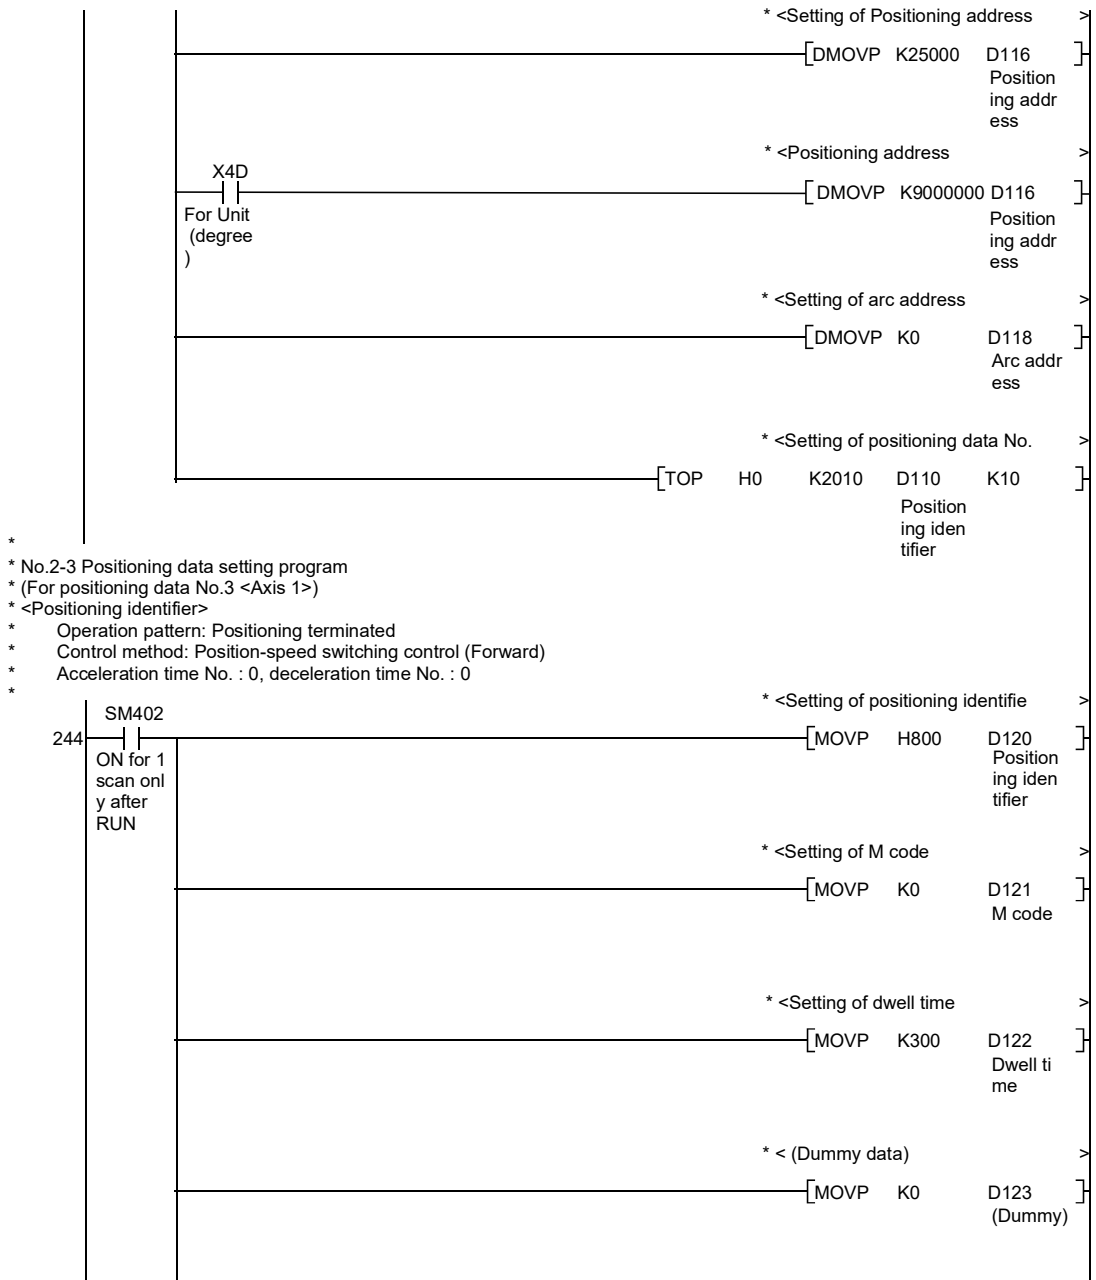 * <Setting of Positioning address >
DMOVP K25000 D116
Position
ing addr
ess
* <Positioning address >
X4D
DMOVP K9000000 D116
For Unit
(degree
)
Position
ing addr
ess
* <Setting of arc address >
DMOVP K0 D118
Arc addr
ess
* <Setting of positioning data No. >
TOP H0 K2010 D110 K10
Position
ing iden
tifier
*
* No.2-3 Positioning data setting program
* (For positioning data No.3 <Axis 1>)
* <Positioning identifier>
* Operation pattern: Positioning terminated
* Control method: Position-speed switching control (Forward)
* Acceleration time No. : 0, deceleration time No. : 0
*
* <Setting of positioning identifie >
SM402
244 MOVP H800 D120
ON for 1
scan onl
y after
RUN
Position
ing iden
tifier
* <Setting of M code >
MOVP K0 D121
M code
* <Setting of dwell time >
MOVP K300 D122
Dwell ti
me
* < (Dummy data) >
MOVP K0 D123
(Dummy)